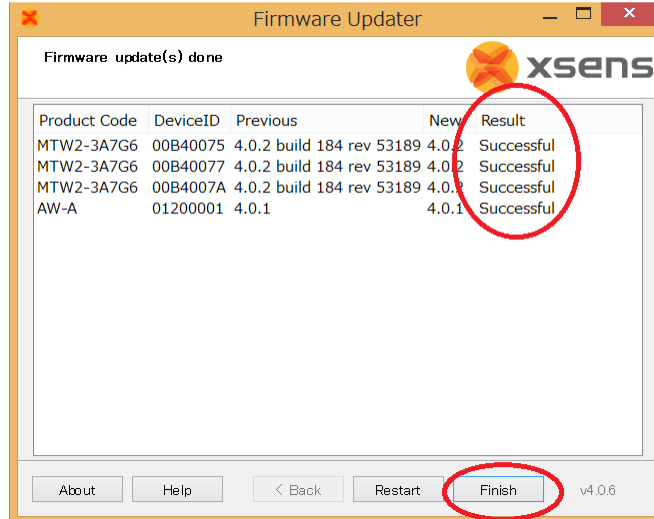 Firmware Updater
Firmware update(s) done
xsens
Product Code DeviceID Previous New Result
MTW2-3A7G6 00B40075 4.0.2 build 184 rev 53189 4.0.2 Successful
MTW2-3A7G6 00B40077 4.0.2 build 184 rev 53189 4.0.2 Successful
MTW2-3A7G6 00B4007A 4.0.2 build 184 rev 53189 4.0.2 Successful
AW-A 01200001 4.0.1 4.0.1 Successful
About Help < Back Restart Finish v4.0.6